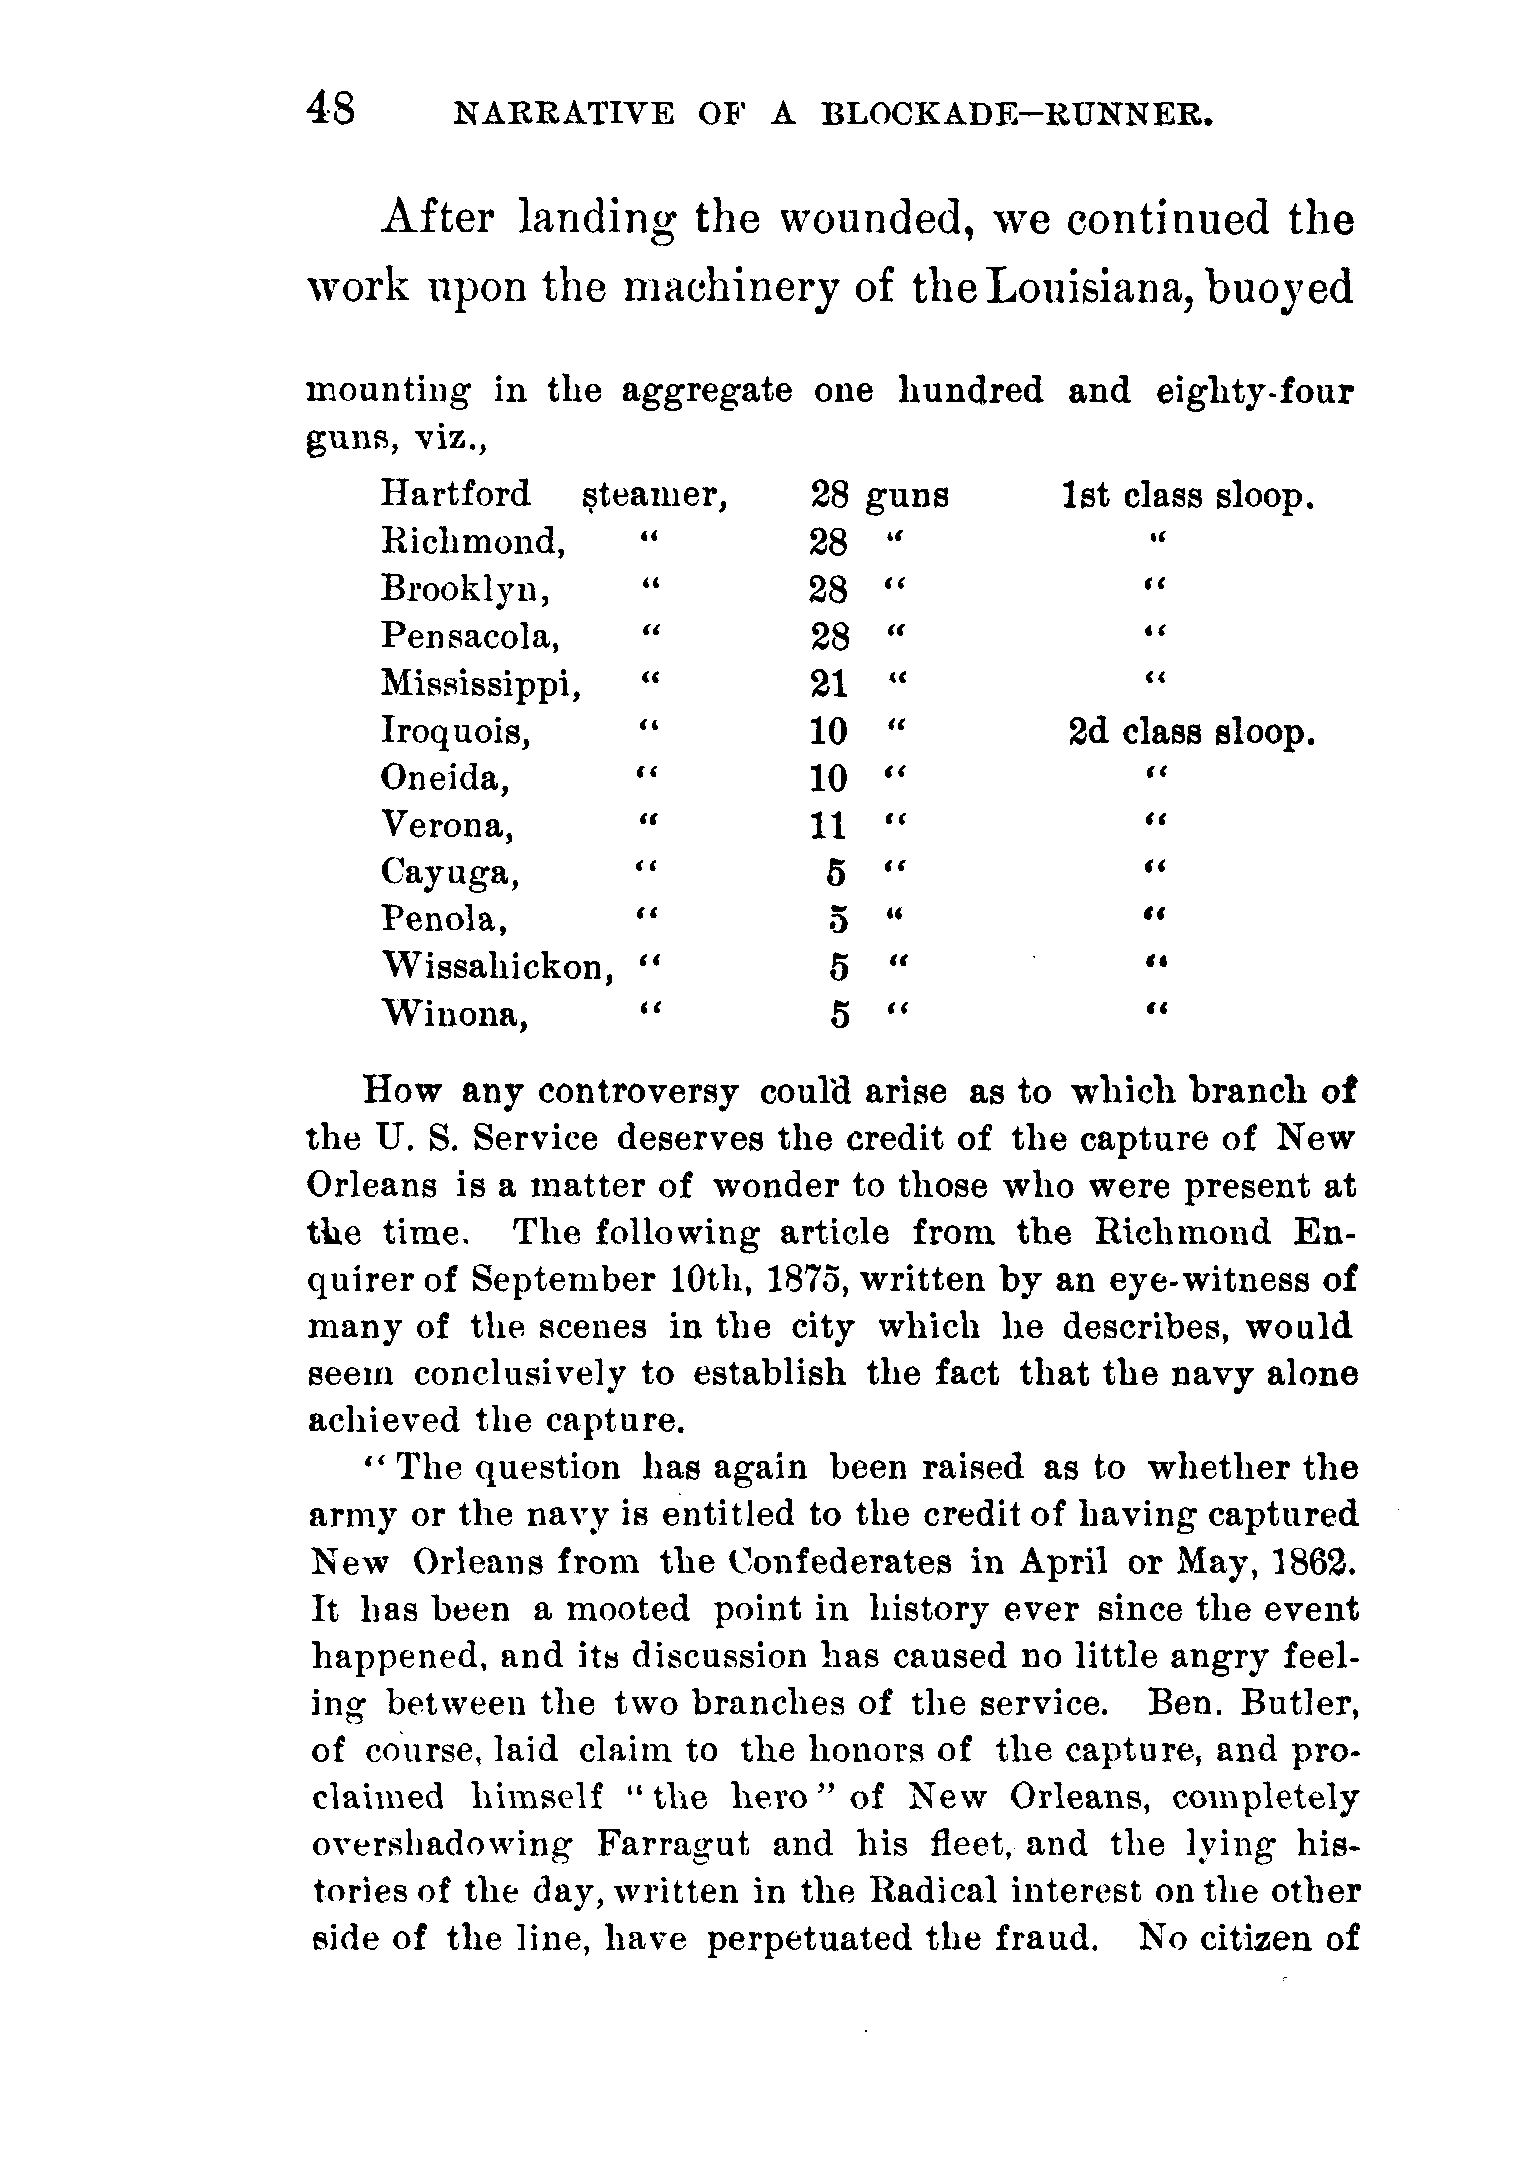 48 NARRATIVE OF A BLOCKADE–RUNNER.
After landing the wounded, we continued the
work upon the machinery of the Louisiana, buoyed
mounting in the aggregate one hundred and eighty-four
guns, viz.,
Hartford steamer, 28 guns 1st class sloop.
Richmond, “ 28 “ “
Brooklyn, “ 28 “ “
Pensacola, “ 28 “ “
Mississippi, “ 21 “ “
Iroquois, “ 10 “ 2d class sloop.
Oneida, “ 10 “ “
Verona, “ 11 “ “
Cayuga, “ 5 “ “
Penola, “ 5 “ “
Wissahickon, “ 5 “ “
Winona, “ 5 “ “
How any controversy could arise as to which branch of
the U. S. Service deserves the credit of the capture of New
Orleans is a matter of wonder to those who were present at
the time. The following article from the Richmond En-
quirer of September 10th, 1875, written by an eye-witness of
many of the scenes in the city which he describes, would
seem conclusively to establish the fact that the navy alone
achieved the capture.
“ The question has again been raised as to whether the
army or the navy is entitled to the credit of having captured
New Orleans from the Confederates in April or May, 1862.
It has been a mooted point in history ever since the event
happened, and its discussion has caused no little angry feel-
ing between the two branches of the service. Ben. Butler,
of course, laid claim to the honors of the capture, and pro-
claimed himself “ the hero ” of New Orleans, completely
overshadowing Farragut and his fleet, and the lying his-
tories of the day, written in the Radical interest on the other
side of the line, have perpetuated the fraud. No citizen of